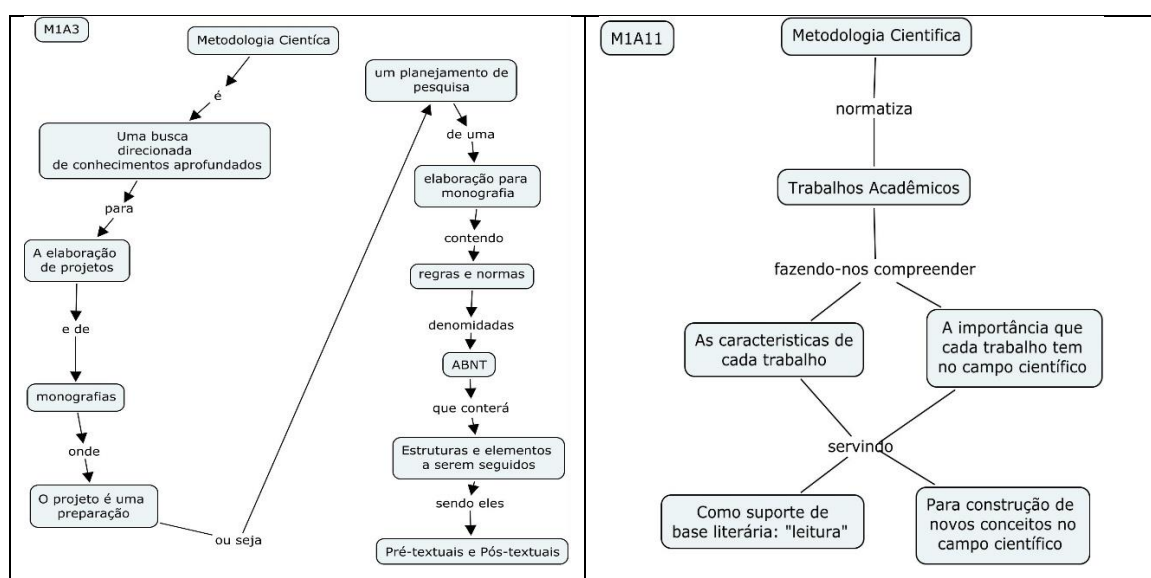 M1A3
Metodologia Cientíca
é
Uma busca
direcionada
de conhecimentos aprofundados
para
A elaboração
de projetos
e de
monografias
onde
O projeto é uma
preparação
ou seja
um planejamento de
pesquisa
de uma
elaboração para
monografia
contendo
regras e normas
denomidadas
ABNT
que conterá
Estruturas e elementos
a serem seguidos
sendo eles
Pré-textuais e Pós-textuais
M1A11
Metodologia Cientifica
normatiza
Trabalhos Acadêmicos
fazendo-nos compreender
As caracteristicas de
cada trabalho
A importância que
cada trabalho tem
no campo científico
servindo
Como suporte de
base literária: "leitura"
Para construção de
novos conceitos no
campo científico